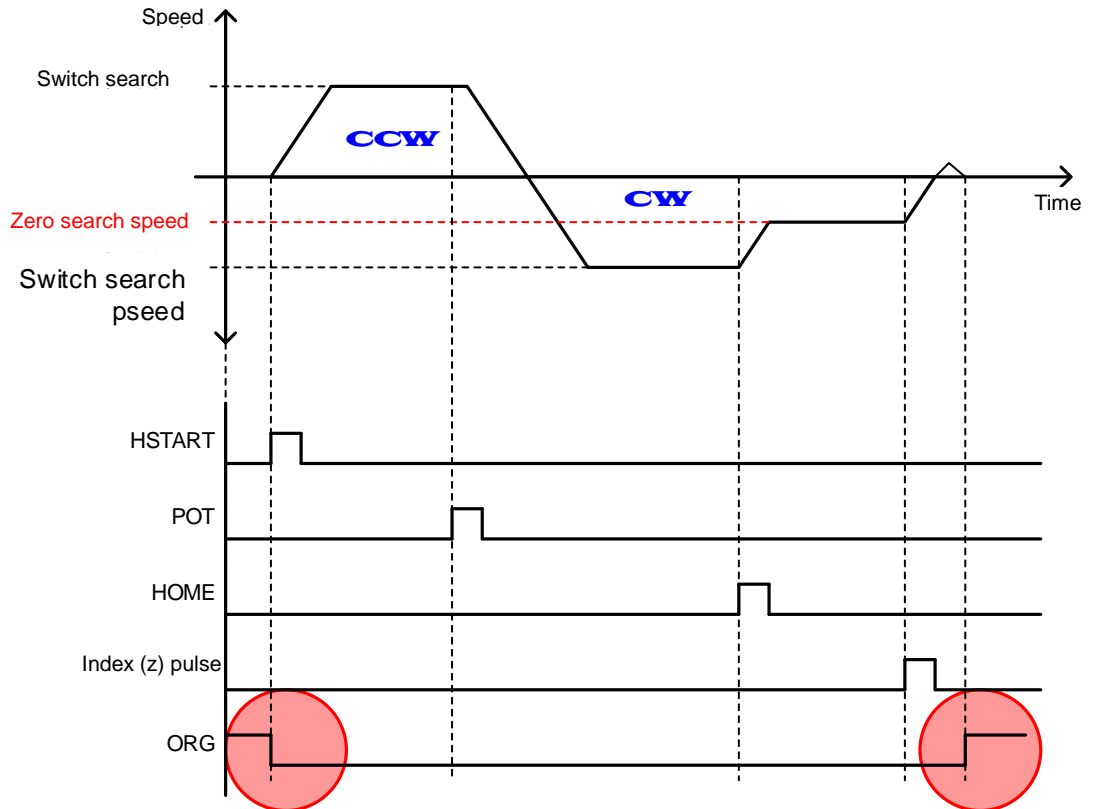 Speed
Switch search
CCW
CW
Time
Zero search speed
Switch search
pseed
HSTART
POT
HOME
Index (z) pulse
ORG